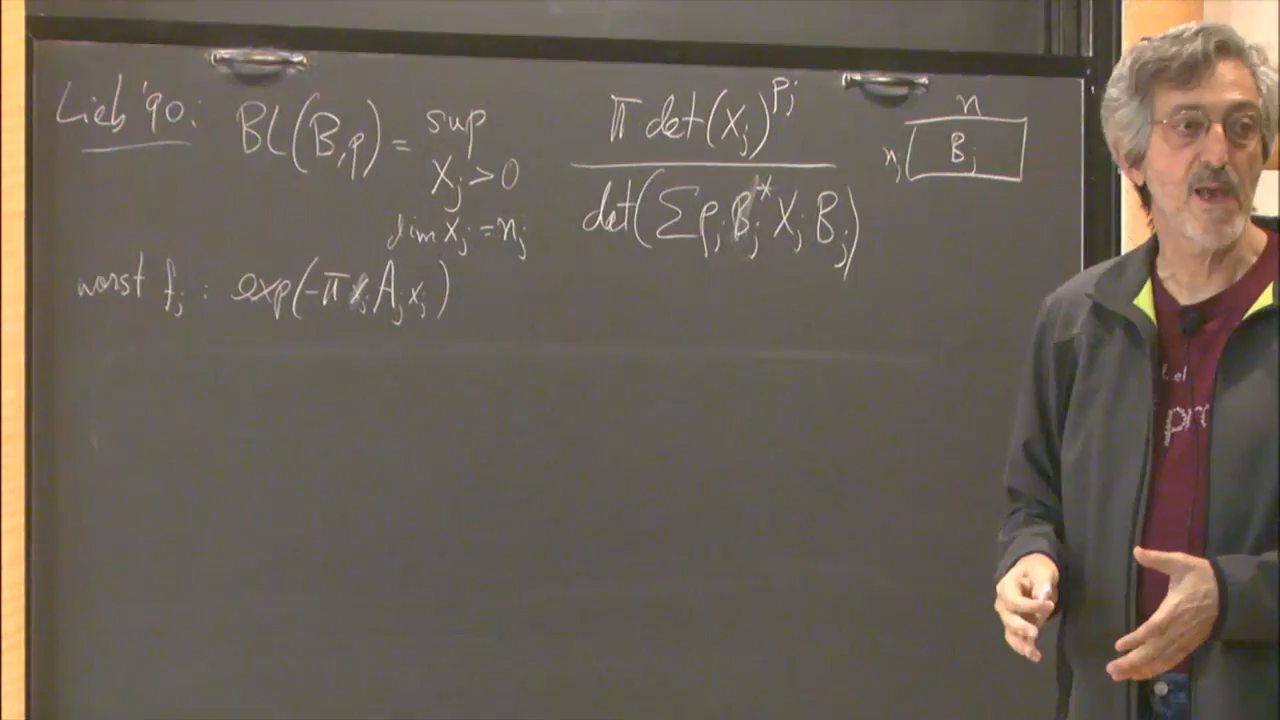 Lieb '90: BL(B,p) = sup ∏ det(X_j)^{p_j}
X_j > 0 det(∑ p_j B_j^* X_j B_j)
dim X_j = n_j
n
n_j B_j
worst f_j : exp(-π x_j A_j x_j)